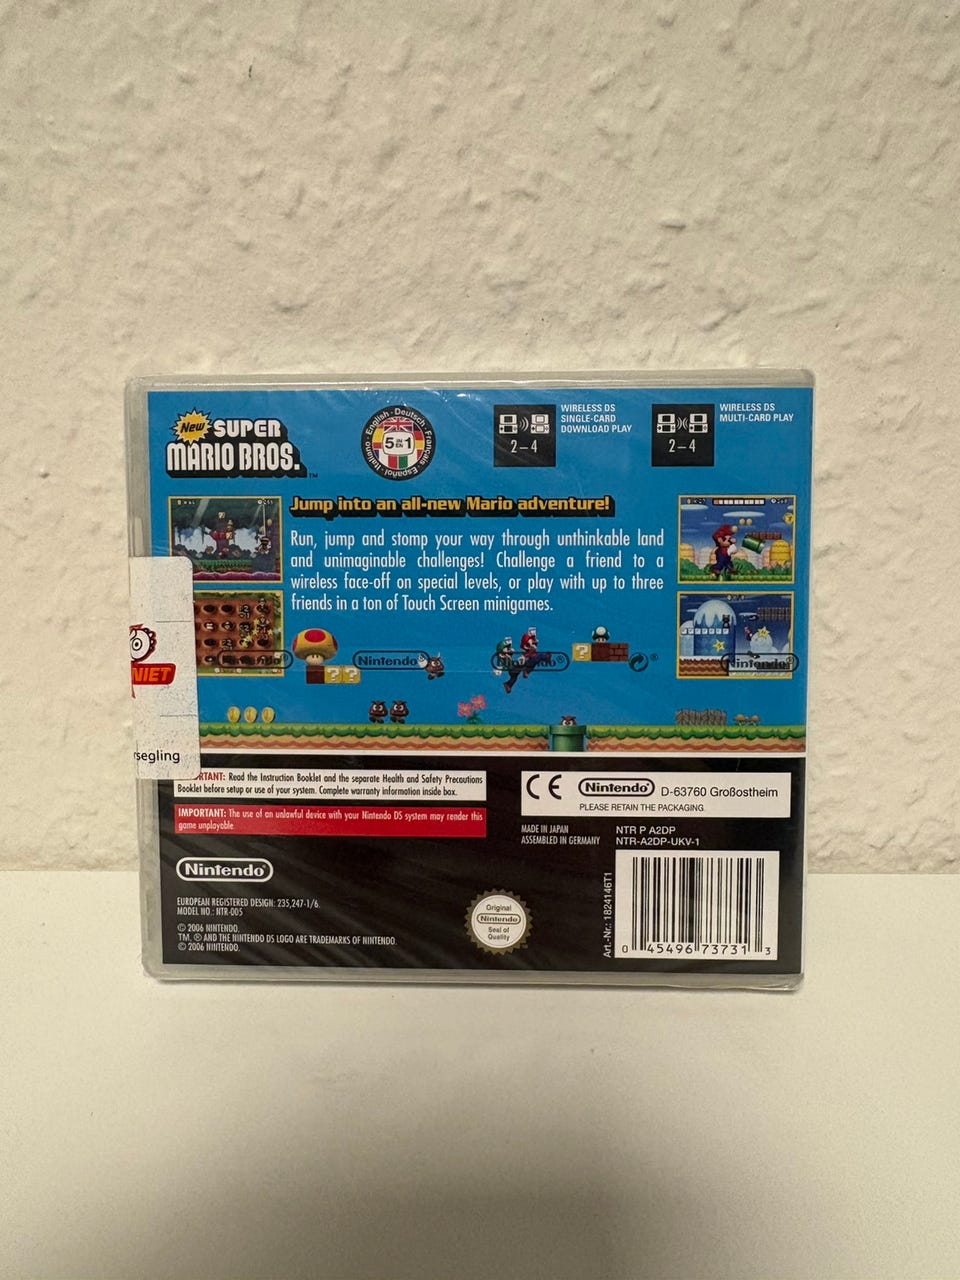 New SUPER
MARIO BROS.™
English · Deutsch · Français · Español · Italiano
5 IN EN 1
WIRELESS DS
SINGLE-CARD
DOWNLOAD PLAY
2–4
WIRELESS DS
MULTI-CARD PLAY
2–4
Jump into an all-new Mario adventure!
Run, jump and stomp your way through unthinkable land
and unimaginable challenges! Challenge a friend to a
wireless face-off on special levels, or play with up to three
friends in a ton of Touch Screen minigames.
Nintendo®
Nintendo®
Nintendo®
NIET
rsegling
RTANT: Read the Instruction Booklet and the separate Health and Safety Precautions
Booklet before setup or use of your system. Complete warranty information inside box.
IMPORTANT: The use of an unlawful device with your Nintendo DS system may render this
game unplayable.
CE Nintendo® D-63760 Großostheim
PLEASE RETAIN THE PACKAGING.
MADE IN JAPAN
ASSEMBLED IN GERMANY
NTR P A2DP
NTR-A2DP-UKV-1
Nintendo®
EUROPEAN REGISTERED DESIGN: 235,247-1/6.
MODEL NO.: NTR-005
© 2006 NINTENDO.
TM, ® AND THE NINTENDO DS LOGO ARE TRADEMARKS OF NINTENDO.
© 2006 NINTENDO.
Original
Nintendo
Seal of
Quality
Art.-Nr.: 1824146T1
0 45496 73731 3